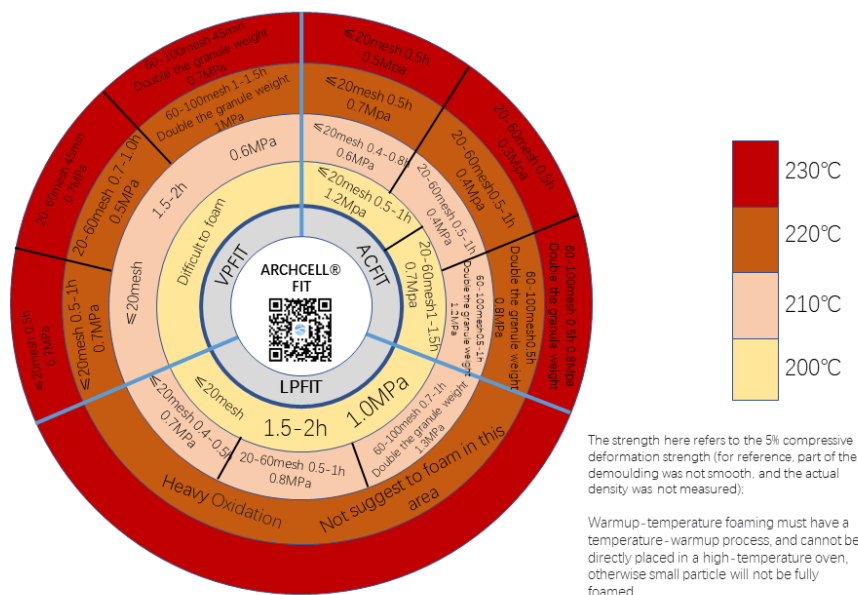 60-100mesh 45min
Double the granule weight
0.7MPa
≤20mesh 0.5h
0.5Mpa
60-100mesh 1-1.5h
Double the granule weight
1MPa
≤20mesh 0.5h
0.7Mpa
20-60mesh 0.5h
0.3Mpa
20-60mesh 45min
0.7MPa
20-60mesh 0.7-1.0h
0.5MPa
1.5-2h
0.6MPa
≤20mesh
≤20mesh 0.4-0.8h
0.6MPa
20-60mesh0.5-1h
0.4MPa
20-60mesh 0.5-1h
0.4MPa
Difficult to foam
≤20mesh 0.5-1h
1.2Mpa
20-60mesh1-1.5h
0.7MPa
VPFIT
ACFIT
LPFIT
ARCHCELL®
FIT
60-100mesh0.5-1h
Double the granule weight
1.2MPa
60-100mesh0.5h
Double the granule weight
0.8MPa
60-100mesh 0.5h 0.8Mpa
Double the granule weight
≤20mesh 0.5h
0.7MPa
≤20mesh 0.5-1h
0.7MPa
≤20mesh
1.5-2h
1.0MPa
≤20mesh 0.4-0.5h
0.7MPa
20-60mesh 0.5-1h
0.8MPa
60-100mesh 0.7-1h
Double the granule weight
1.3MPa
Heavy Oxidation
Not suggest to foam in this
area
230℃
220℃
210℃
200℃
The strength here refers to the 5% compressive
deformation strength (for reference, part of the
demoulding was not smooth, and the actual
density was not measured);
Warmup-temperature foaming must have a
temperature-warmup process, and cannot be
directly placed in a high-temperature oven,
otherwise small particle will not be fully
foamed